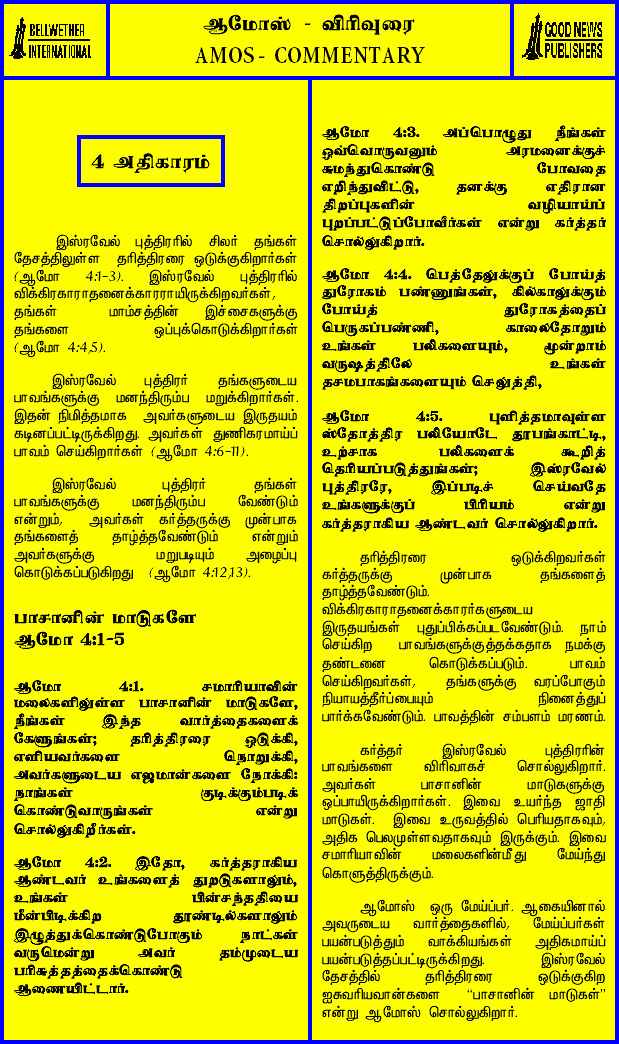 BELLWETHER
INTERNATIONAL
ஆமோஸ் - விரிவுரை
AMOS - COMMENTARY
GOOD NEWS
PUBLISHERS
4 அதிகாரம்
இஸ்ரவேல் புத்திரரில் சிலர் தங்கள்
தேசத்திலுள்ள தரித்திரரை ஒடுக்குகிறார்கள்
(ஆமோ 4:1-3). இஸ்ரவேல் புத்திரரில்
விக்கிரகாராதனைக்காரராயிருக்கிறவர்கள்,
தங்கள் மாம்சத்தின் இச்சைகளுக்கு
தங்களை ஒப்புக்கொடுக்கிறார்கள்
(ஆமோ 4:4,5).
இஸ்ரவேல் புத்திரர் தங்களுடைய
பாவங்களுக்கு மனந்திரும்ப மறுக்கிறார்கள்.
இதன் நிமித்தமாக அவர்களுடைய இருதயம்
கடினப்பட்டிருக்கிறது. அவர்கள் துணிகரமாய்ப்
பாவம் செய்கிறார்கள் (ஆமோ 4:6-11).
இஸ்ரவேல் புத்திரர் தங்கள்
பாவங்களுக்கு மனந்திரும்ப வேண்டும்
என்றும், அவர்கள் கர்த்தருக்கு முன்பாக
தங்களைத் தாழ்த்தவேண்டும் என்றும்
அவர்களுக்கு மறுபடியும் அழைப்பு
கொடுக்கப்படுகிறது (ஆமோ 4:12,13).
பாசானின் மாடுகளே
ஆமோ 4:1-5
ஆமோ 4:1. சமாரியாவின்
மலைகளிலுள்ள பாசானின் மாடுகளே,
நீங்கள் இந்த வார்த்தைகளைக்
கேளுங்கள்; தரித்திரரை ஒடுக்கி,
எளியவர்களை நொறுக்கி,
அவர்களுடைய எஜமான்களை நோக்கி:
நாங்கள் குடிக்கும்படிக்
கொண்டுவாருங்கள் என்று
சொல்லுகிறீர்கள்.
ஆமோ 4:2. இதோ, கர்த்தராகிய
ஆண்டவர் உங்களைத் துறடுகளாலும்,
உங்கள் பின்சந்ததியை
மீன்பிடிக்கிற தூண்டில்களாலும்
இழுத்துக்கொண்டுபோகும் நாட்கள்
வருமென்று அவர் தம்முடைய
பரிசுத்தத்தைக்கொண்டு
ஆணையிட்டார்.
ஆமோ 4:3. அப்பொழுது நீங்கள்
ஒவ்வொருவனும் அரமனைக்குச்
சுமந்துகொண்டு போவதை
எறிந்துவிட்டு, தனக்கு எதிரான
திறப்புகளின் வழியாய்ப்
புறப்பட்டுப்போவீர்கள் என்று கர்த்தர்
சொல்லுகிறார்.
ஆமோ 4:4. பெத்தேலுக்குப் போய்த்
துரோகம் பண்ணுங்கள், கில்காலுக்கும்
போய்த் துரோகத்தைப்
பெருகப்பண்ணி, காலைதோறும்
உங்கள் பலிகளையும், மூன்றாம்
வருஷத்திலே உங்கள்
தசமபாகங்களையும் செலுத்தி,
ஆமோ 4:5. புளித்தமாவுள்ள
ஸ்தோத்திர பலியோடே தூபங்காட்டி,
உற்சாக பலிகளைக் கூறித்
தெரியப்படுத்துங்கள்; இஸ்ரவேல்
புத்திரரே, இப்படிச் செய்வதே
உங்களுக்குப் பிரியம் என்று
கர்த்தராகிய ஆண்டவர் சொல்லுகிறார்.
தரித்திரரை ஒடுக்கிறவர்கள்
கர்த்தருக்கு முன்பாக தங்களைத்
தாழ்த்தவேண்டும்.
விக்கிரகாராதனைக்காரர்களுடைய
இருதயங்கள் புதுப்பிக்கப்படவேண்டும். நாம்
செய்கிற பாவங்களுக்குத்தக்கதாக நமக்கு
தண்டனை கொடுக்கப்படும். பாவம்
செய்கிறவர்கள், தங்களுக்கு வரப்போகும்
நியாயத்தீர்ப்பையும் நினைத்துப்
பார்க்கவேண்டும். பாவத்தின் சம்பளம் மரணம்.
கர்த்தர் இஸ்ரவேல் புத்திரரின்
பாவங்களை விரிவாகச் சொல்லுகிறார்.
அவர்கள் பாசானின் மாடுகளுக்கு
ஒப்பாயிருக்கிறார்கள். இவை உயர்ந்த ஜாதி
மாடுகள். இவை உருவத்தில் பெரியதாகவும்,
அதிக பெலமுள்ளவதாகவும் இருக்கும். இவை
சமாரியாவின் மலைகளின்மீது மேய்ந்து
கொளுத்திருக்கும்.
ஆமோஸ் ஒரு மேய்ப்பர். ஆகையினால்
அவருடைய வார்த்தைகளில், மேய்ப்பர்கள்
பயன்படுத்தும் வாக்கியங்கள் அதிகமாய்ப்
பயன்படுத்தப்பட்டிருக்கிறது. இஸ்ரவேல்
தேசத்தில் தரித்திரரை ஒடுக்குகிற
ஐசுவரியவான்களை “பாசானின் மாடுகள்”
என்று ஆமோஸ் சொல்லுகிறார்.